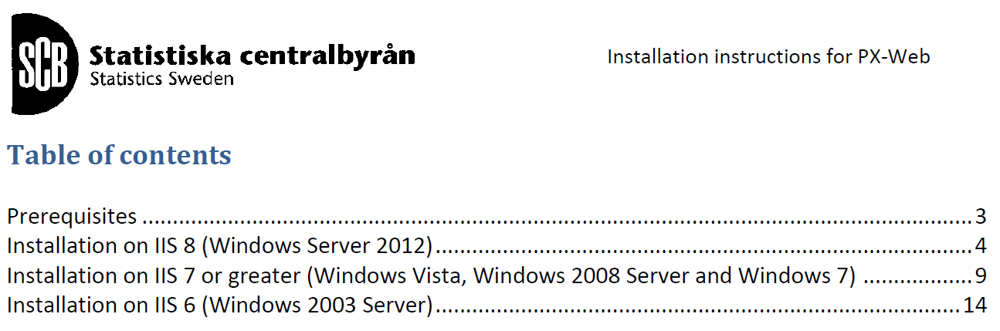 SCB
Statistiska centralbyrån
Statistics Sweden
Installation instructions for PX-Web
Table of contents
Prerequisites ........................................................................................................................................ 3
Installation on IIS 8 (Windows Server 2012) ........................................................................................ 4
Installation on IIS 7 or greater (Windows Vista, Windows 2008 Server and Windows 7) .................... 9
Installation on IIS 6 (Windows 2003 Server) ...................................................................................... 14